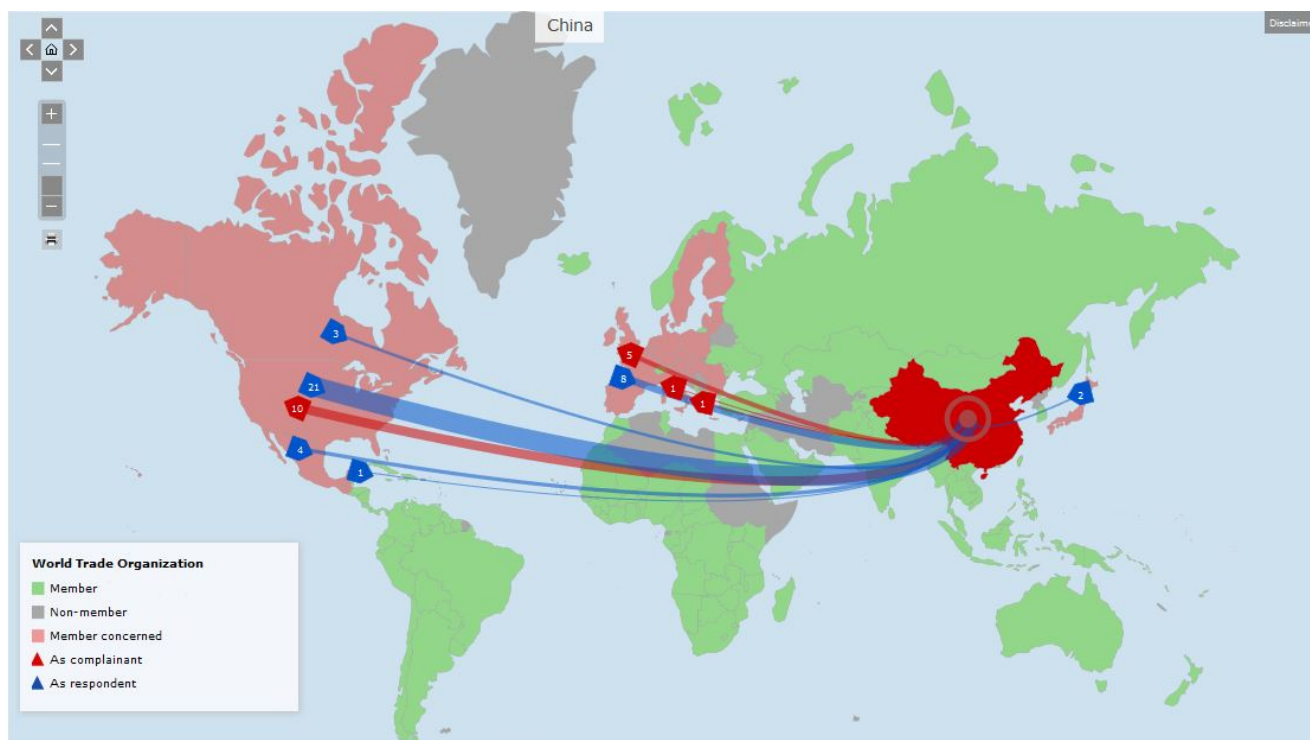 China
Disclaime
3
5
21
8
1
1
2
10
4
1
World Trade Organization
Member
Non-member
Member concerned
As complainant
As respondent